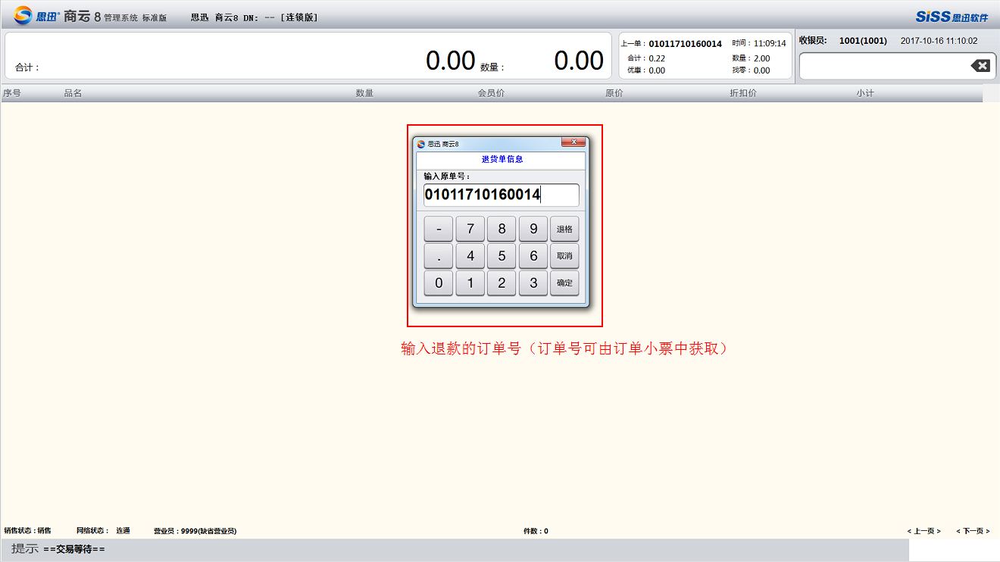 思迅® 商云 8 管理系统 标准版 思迅 商云8 DN: -- [连锁版] SiSS思迅软件
合计： 0.00 数量： 0.00
上一单：01011710160014 时间：11:09:14
合计：0.22 数量：2.00
优惠：0.00 找零：0.00
收银员: 1001(1001) 2017-10-16 11:10:02
序号 品名 数量 会员价 原价 折扣价 小计
思迅 商云8
退货单信息
输入原单号：
01011710160014
- 7 8 9 退格
. 4 5 6 取消
0 1 2 3 确定
输入退款的订单号（订单号可由订单小票中获取）
销售状态：销售 网络状态： 连通 营业员：9999(缺省营业员) 件数：0 < 上一页 > < 下一页 >
提示 ==交易等待==